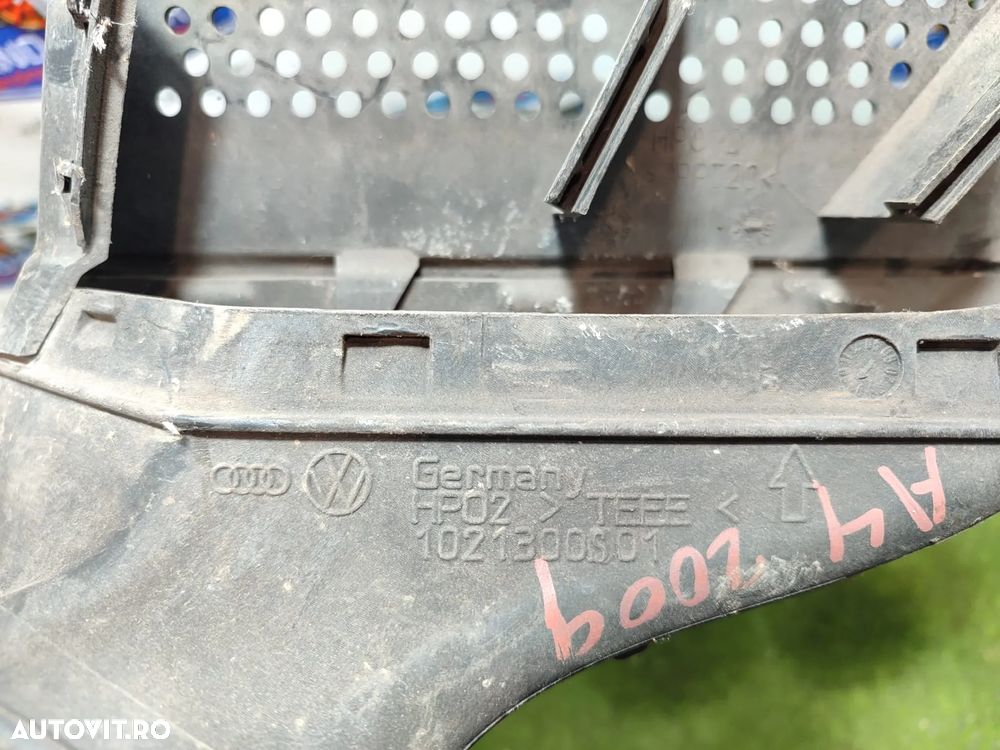 Germany
HP02 > TEEE <
1021300S01
A4 2009
AUTOVIT.RO